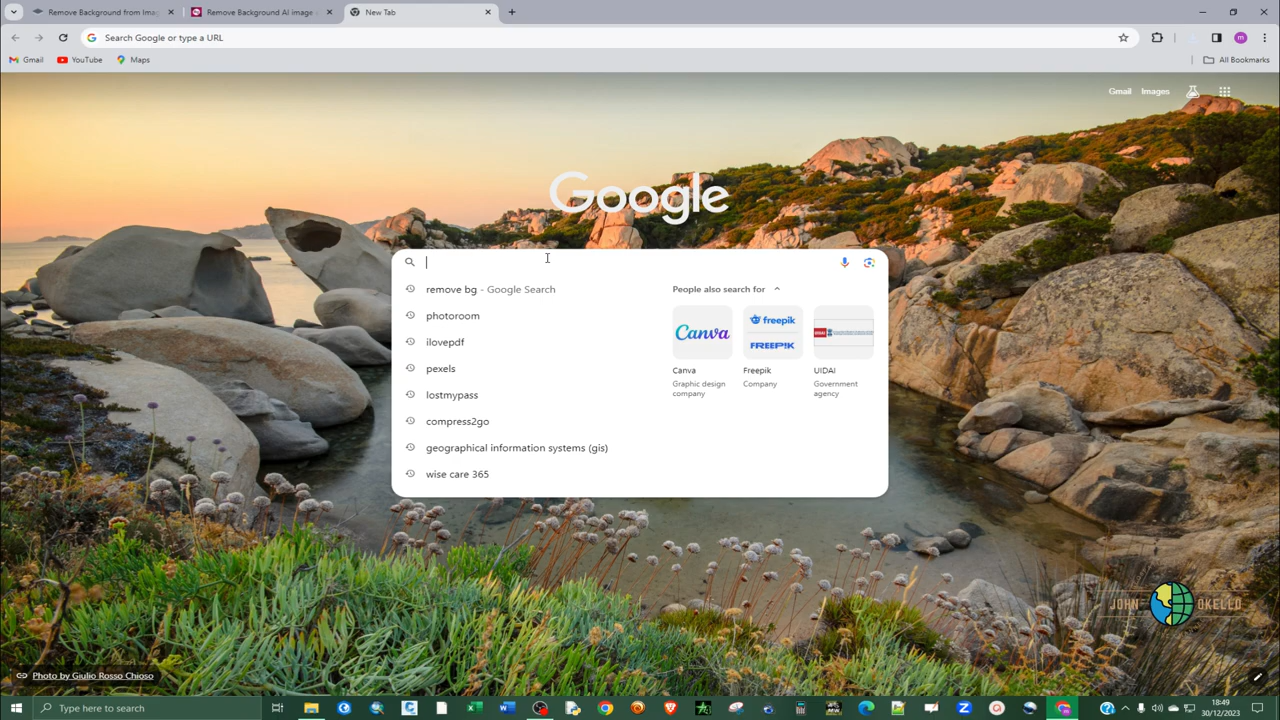 Remove Background from Imag
Remove Background AI image
New Tab
Search Google or type a URL
m
Gmail
YouTube
Maps
All Bookmarks
Gmail
Images
Google
remove bg - Google Search
photoroom
ilovepdf
pexels
lostmypass
compress2go
geographical information systems (gis)
wise care 365
People also search for
Canva
freepik
FREEPIK
Canva
Graphic design
company
Freepik
Company
UIDAI
Government
agency
JOHN OKELLO
Photo by Giulio Rosso Chioso
Type here to search
18:49
30/12/2023